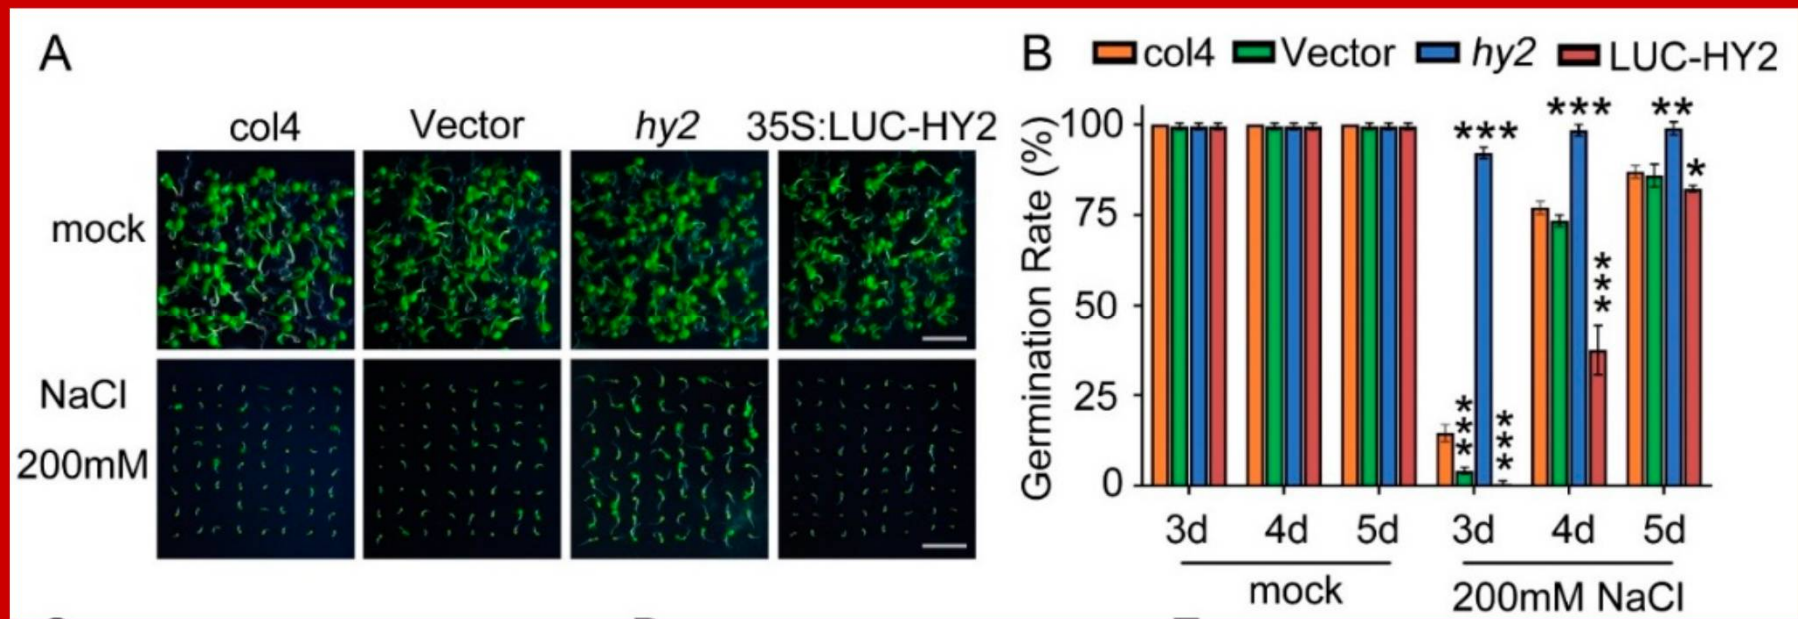 A
col4 Vector hy2 35S:LUC-HY2
mock
NaCl
200mM
B
col4 Vector hy2 LUC-HY2
Germination Rate (%)
100
75
50
25
0
*** *** **
*
***
*** ***
3d 4d 5d 3d 4d 5d
mock 200mM NaCl